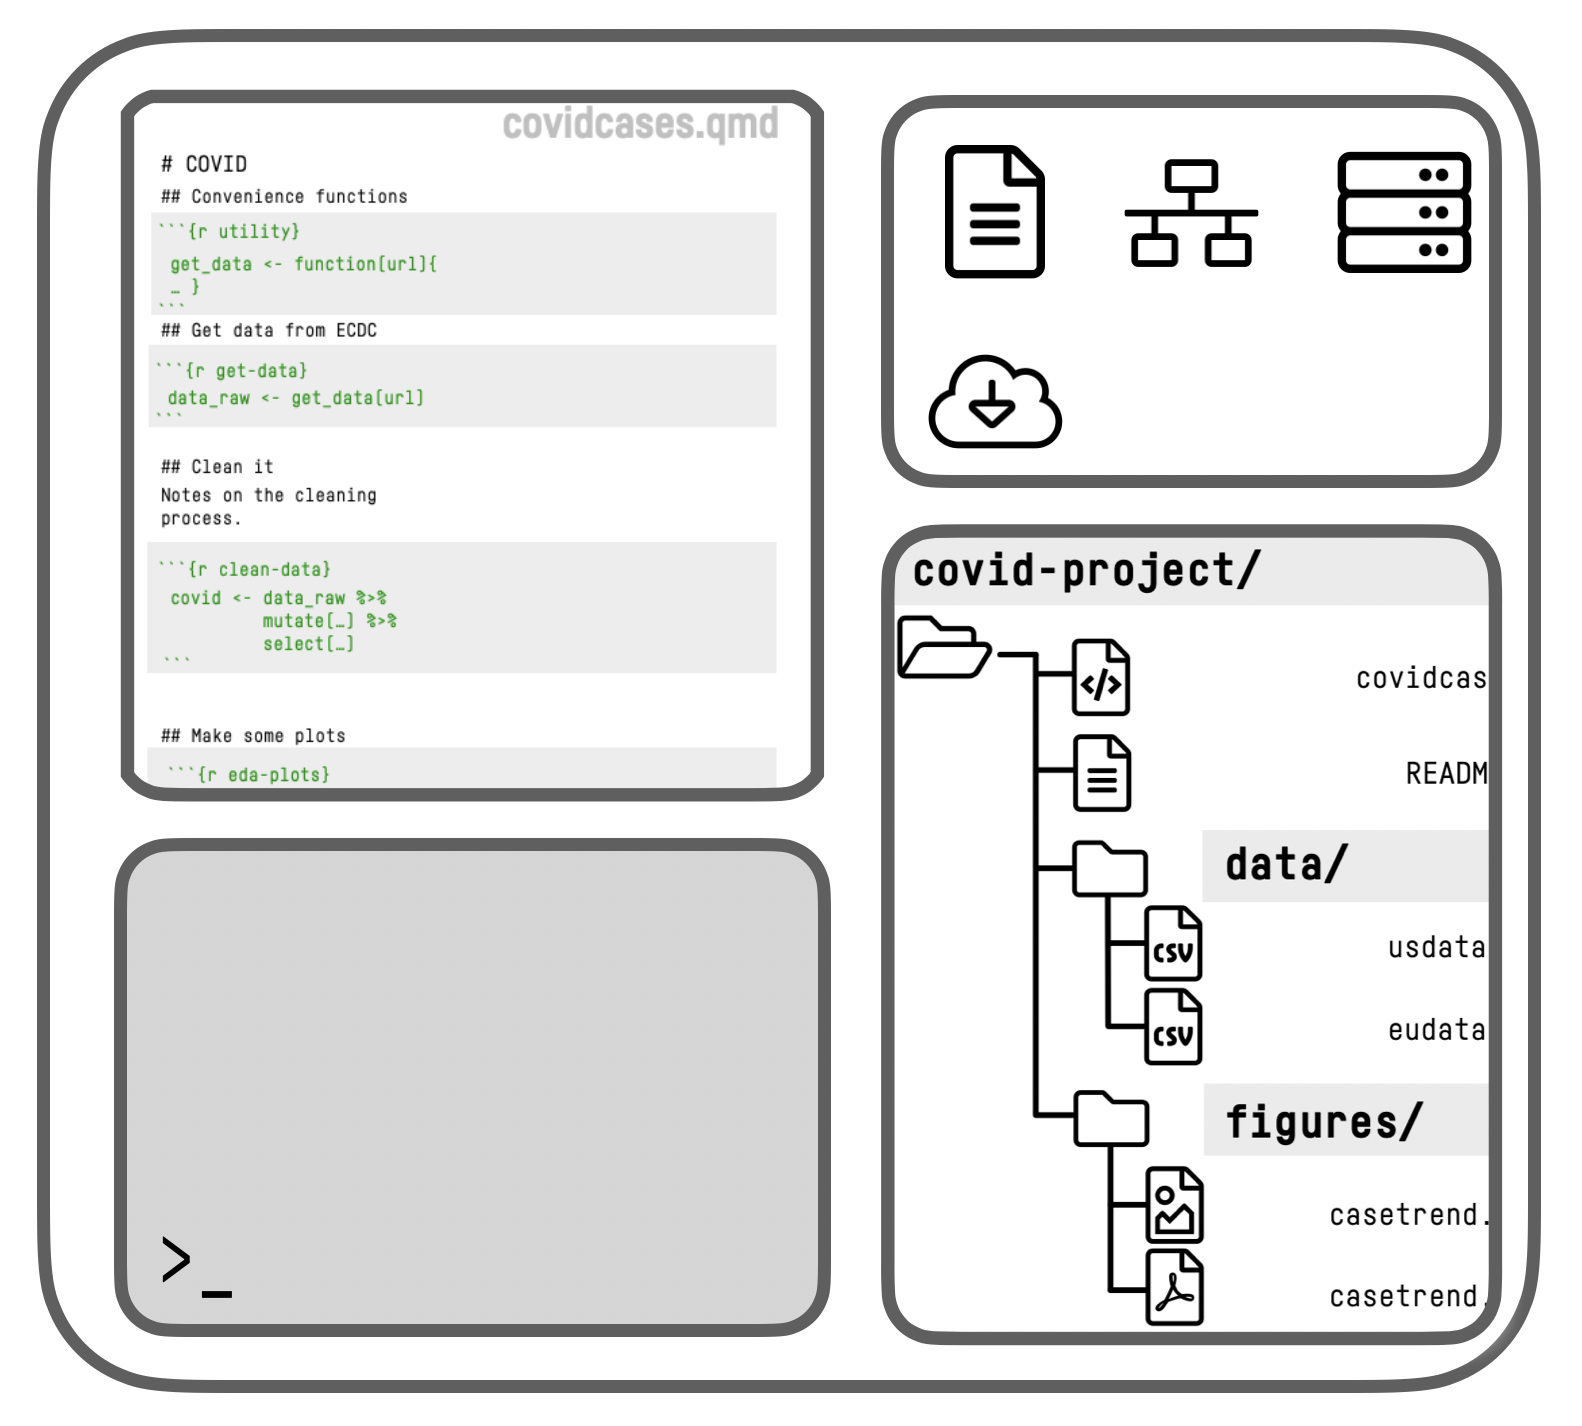 covidcases.qmd
# COVID
## Convenience functions
```{r utility}
get_data <- function(url){
… }
```
## Get data from ECDC
```{r get-data}
data_raw <- get_data(url)
```
## Clean it
Notes on the cleaning
process.
```{r clean-data}
covid <- data_raw %>%
mutate(…) %>%
select(…)
```
## Make some plots
```{r eda-plots}
>_
covid-project/
</>
covidcas
READM
data/
CSV
usdata
CSV
eudata
figures/
casetrend.
casetrend.